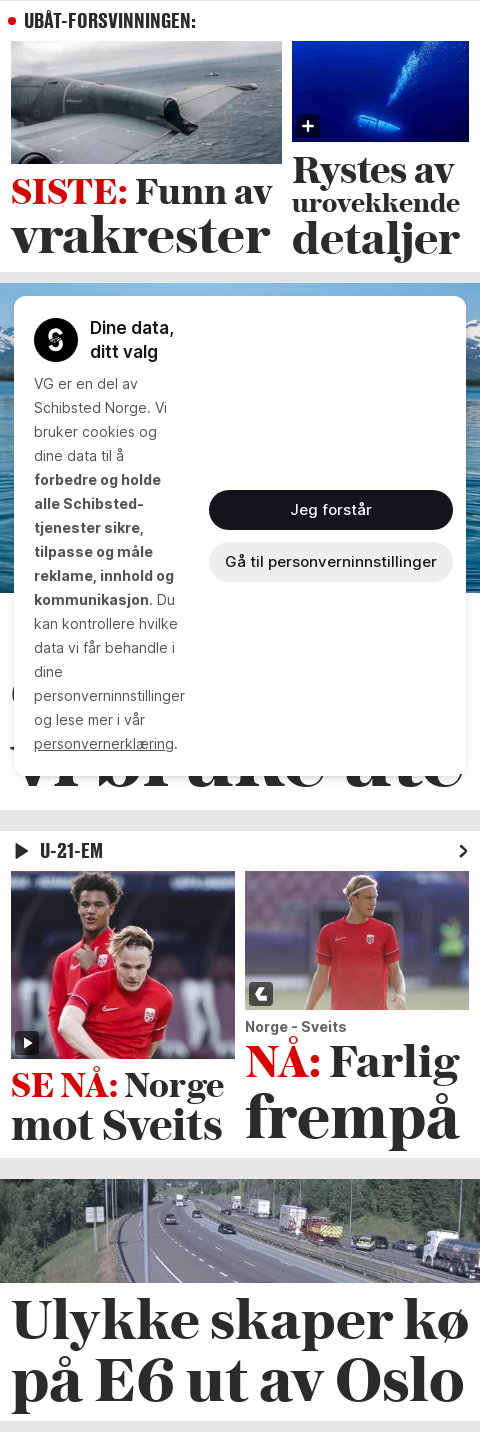 UBÅT-FORSVINNINGEN:
SISTE: Funn av
vrakrester
Rystes av
urovekkende
detaljer
Dine data,
ditt valg
VG er en del av
Schibsted Norge. Vi
bruker cookies og
dine data til å
forbedre og holde
alle Schibsted-
tjenester sikre,
tilpasse og måle
reklame, innhold og
kommunikasjon. Du
kan kontrollere hvilke
data vi får behandle i
dine
personverninnstillinger
og lese mer i vår
personvernerklæring.
Jeg forstår
Gå til personverninnstillinger
vi bruke ute
U-21-EM
SE NÅ: Norge
mot Sveits
Norge - Sveits
NÅ: Farlig
frempå
Ulykke skaper kø
på E6 ut av Oslo